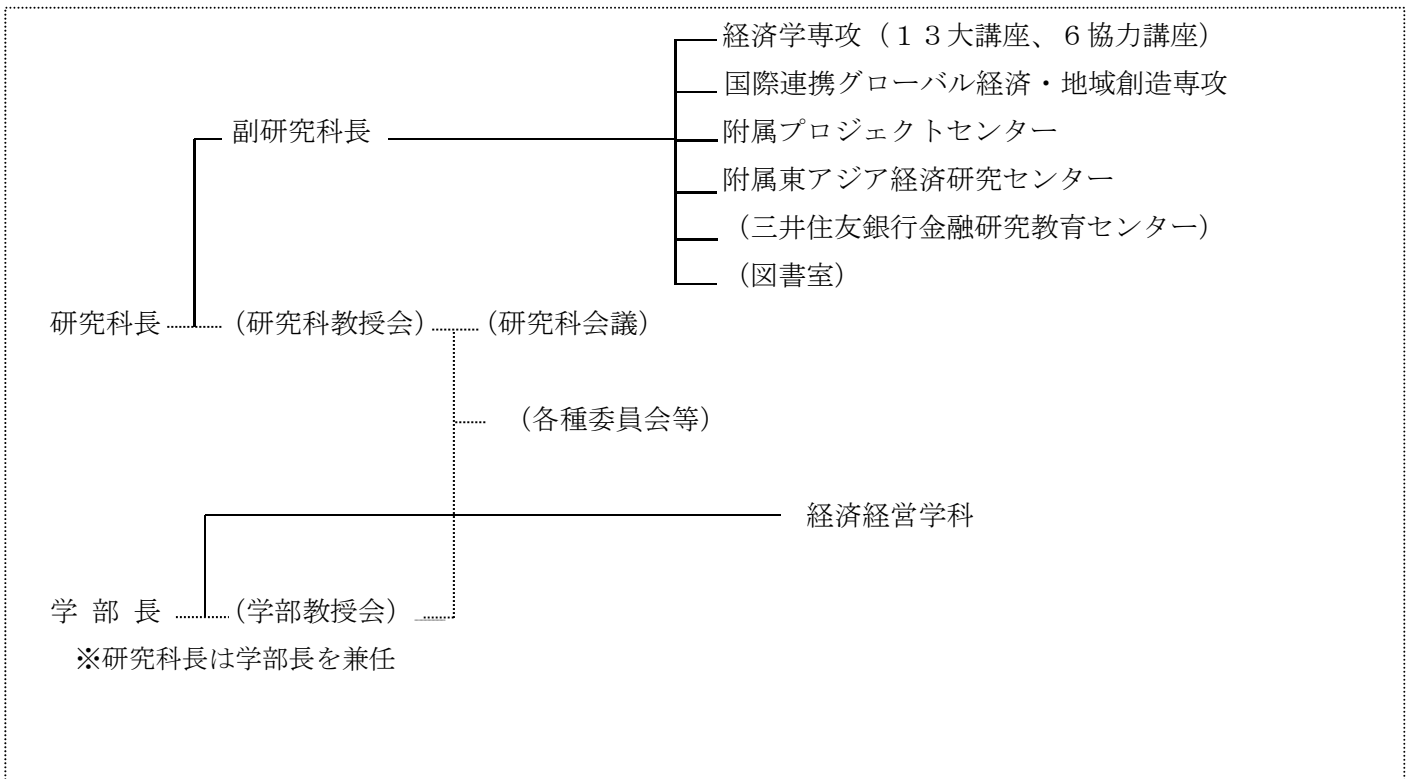 経済学専攻（１３大講座、６協力講座）
国際連携グローバル経済・地域創造専攻
副研究科長
附属プロジェクトセンター
附属東アジア経済研究センター
（三井住友銀行金融研究教育センター）
（図書室）
研究科長 （研究科教授会） （研究科会議）
（各種委員会等）
経済経営学科
学 部 長 （学部教授会）
※研究科長は学部長を兼任